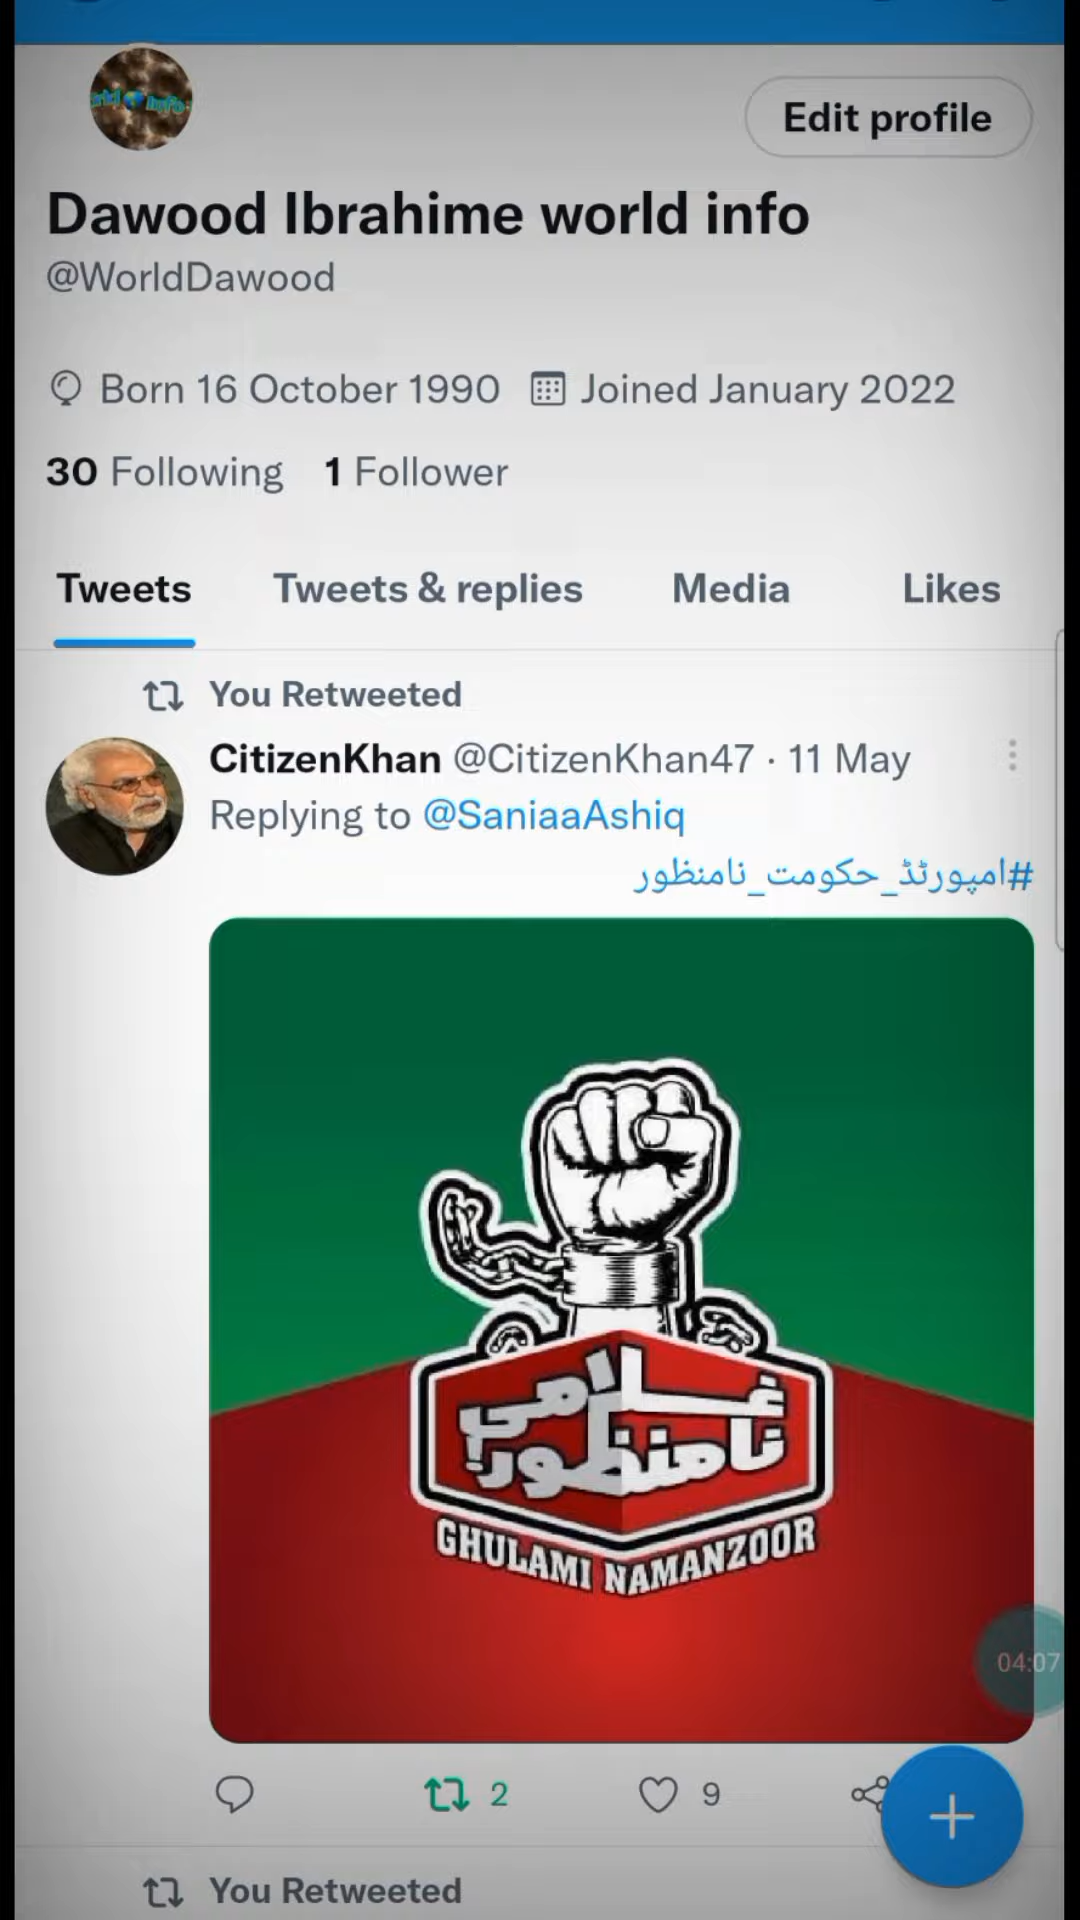 Edit profile
Dawood Ibrahime world info
@WorldDawood
Born 16 October 1990 Joined January 2022
30 Following 1 Follower
Tweets Tweets & replies Media Likes
You Retweeted
CitizenKhan @CitizenKhan47 · 11 May
Replying to @SaniaaAshiq
#امپورٹڈ_حکومت_نامنظور
غلامی
نامنظور!
GHULAMI NAMANZOOR
04:07
2 9
You Retweeted